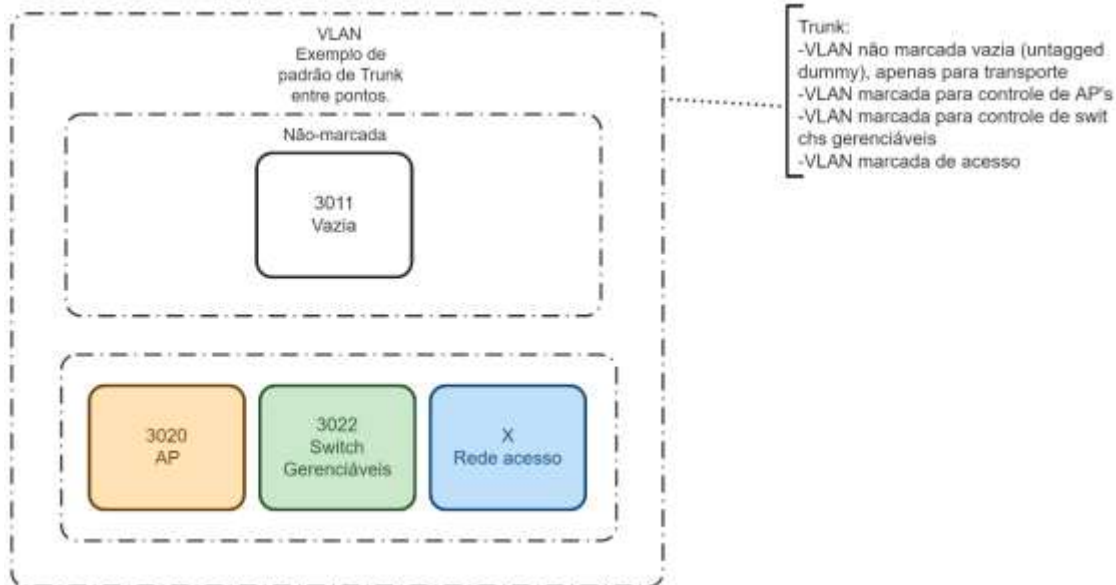 VLAN
Exemplo de
padrão de Trunk
entre pontos.
Não-marcada
3011
Vazia
3020
AP
3022
Switch
Gerenciáveis
X
Rede acesso
Trunk:
-VLAN não marcada vazia (untagged
dummy), apenas para transporte
-VLAN marcada para controle de AP's
-VLAN marcada para controle de swit
chs gerenciáveis
-VLAN marcada de acesso